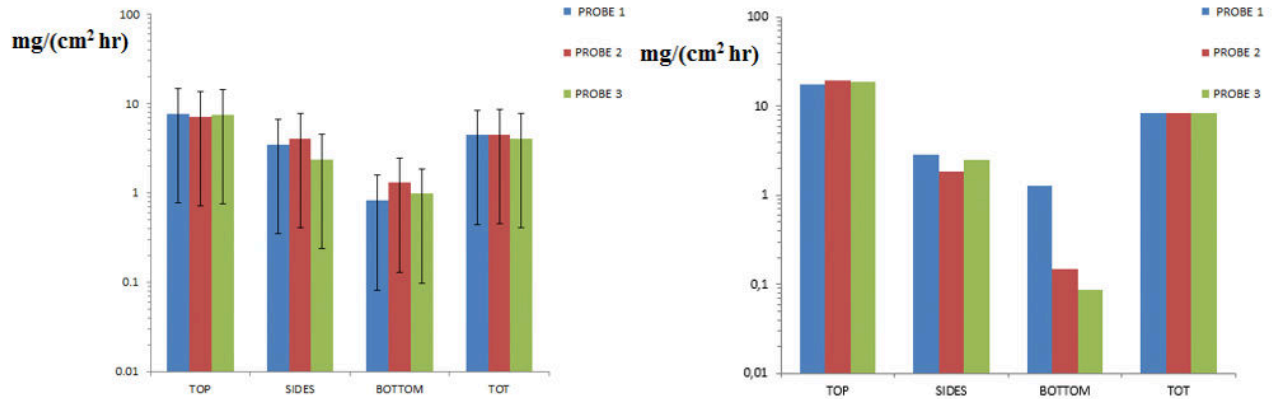 mg/(cm² hr)
100
10
1
0.1
0.01
TOP SIDES BOTTOM TOT
PROBE 1
PROBE 2
PROBE 3
mg/(cm² hr)
100
10
1
0,1
0,01
TOP SIDES BOTTOM TOT
PROBE 1
PROBE 2
PROBE 3